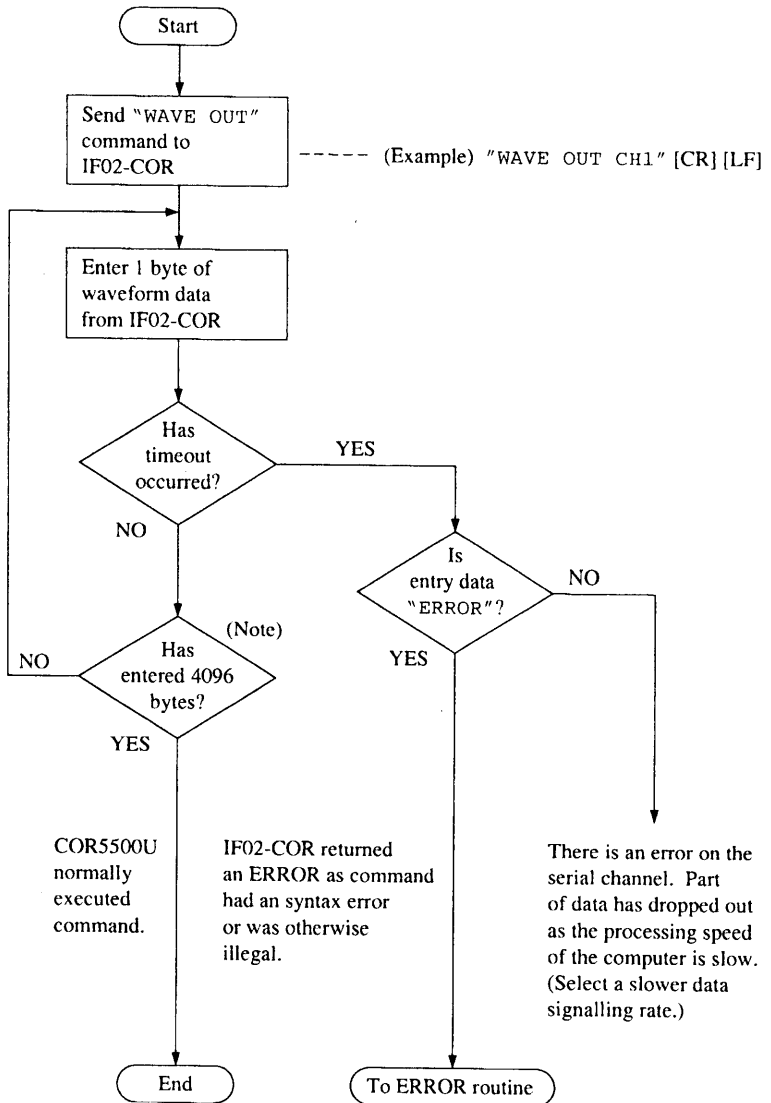 Start
Send "WAVE OUT"
command to
IF02-COR
----- (Example) "WAVE OUT CH1" [CR] [LF]
Enter 1 byte of
waveform data
from IF02-COR
Has
timeout
occurred?
YES
NO
Is
entry data
"ERROR"?
NO
YES
(Note)
Has
entered 4096
bytes?
NO
YES
COR5500U
normally
executed
command.
IF02-COR returned
an ERROR as command
had an syntax error
or was otherwise
illegal.
There is an error on the
serial channel. Part
of data has dropped out
as the processing speed
of the computer is slow.
(Select a slower data
signalling rate.)
End
To ERROR routine